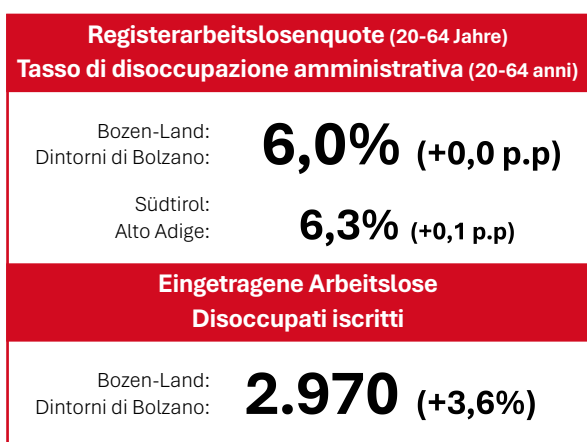 Registerarbeitslosenquote (20-64 Jahre)
Tasso di disoccupazione amministrativa (20-64 anni)
Bozen-Land:
Dintorni di Bolzano:
6,0% (+0,0 p.p)
Südtirol:
Alto Adige:
6,3% (+0,1 p.p)
Eingetragene Arbeitslose
Disoccupati iscritti
Bozen-Land:
Dintorni di Bolzano:
2.970 (+3,6%)